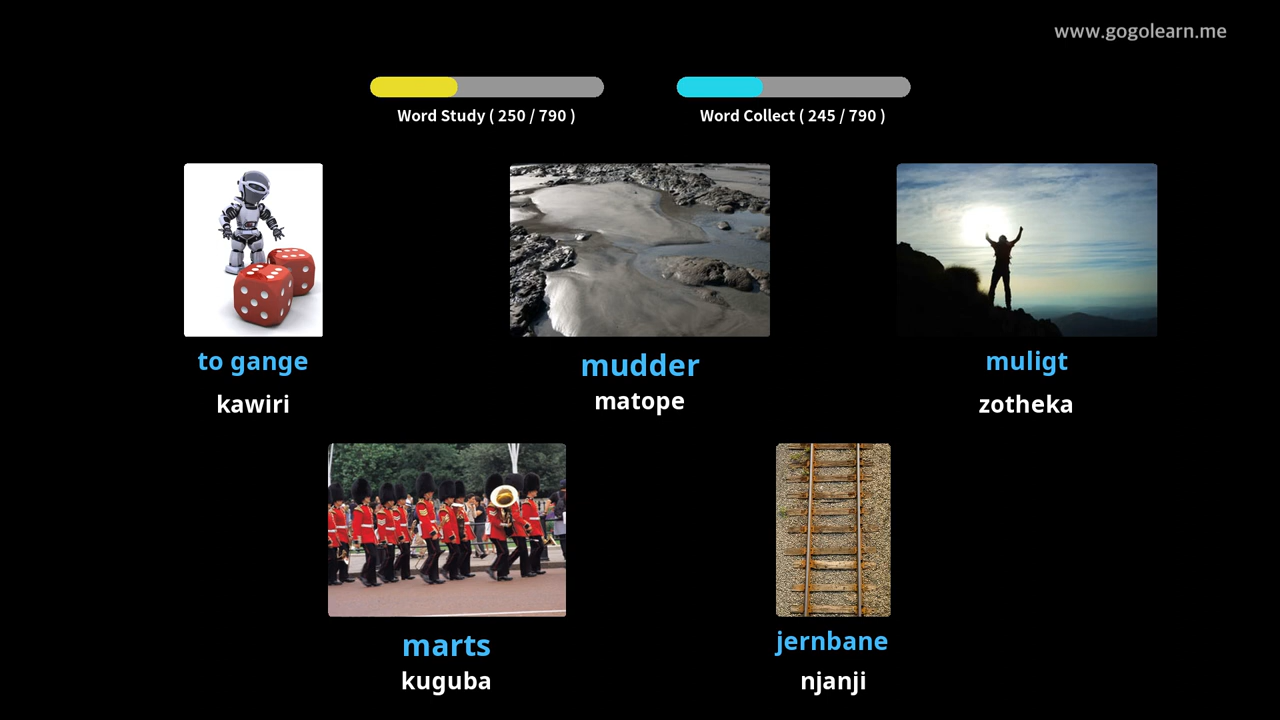 www.gogolearn.me
Word Study ( 250 / 790 )
Word Collect ( 245 / 790 )
to gange
kawiri
mudder
matope
muligt
zotheka
marts
kuguba
jernbane
njanji